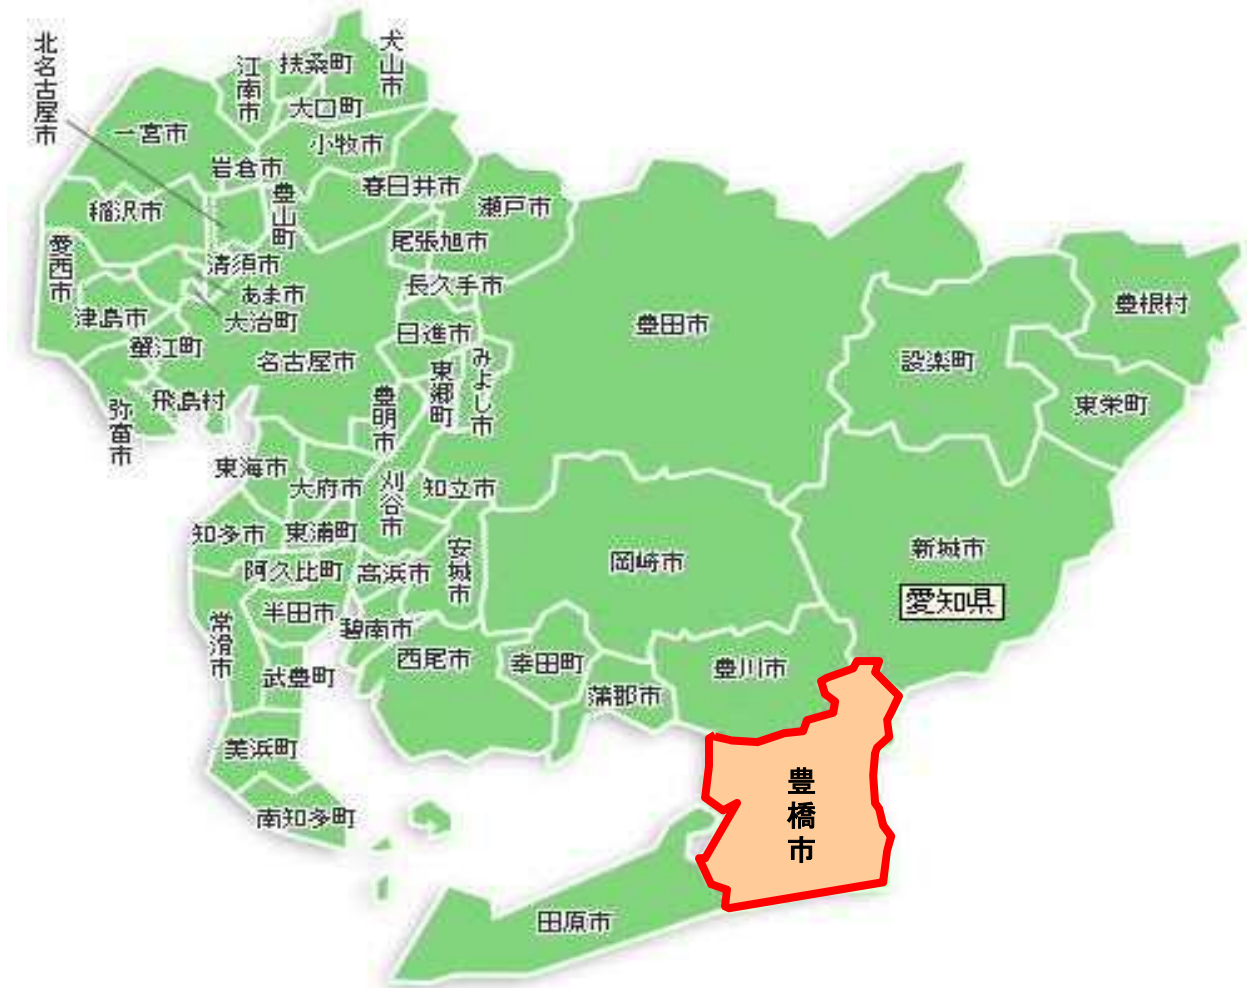 北名古屋市
犬山市
扶桑町
江南市
大口町
一宮市
小牧市
岩倉市
春日井市
豊山町
稲沢市
瀬戸市
尾張旭市
愛西市
清須市
長久手市
あま市
豊根村
津島市
大治町
豊田市
日進市
蟹江町
名古屋市
みよし市
設楽町
東郷町
飛島村
豊明市
東栄町
弥富市
東海市
大府市
刈谷市
知立市
知多市
東浦町
新城市
安城市
岡崎市
阿久比町
高浜市
愛知県
半田市
碧南市
常滑市
西尾市
幸田町
豊川市
武豊町
蒲郡市
美浜町
豊橋市
南知多町
田原市